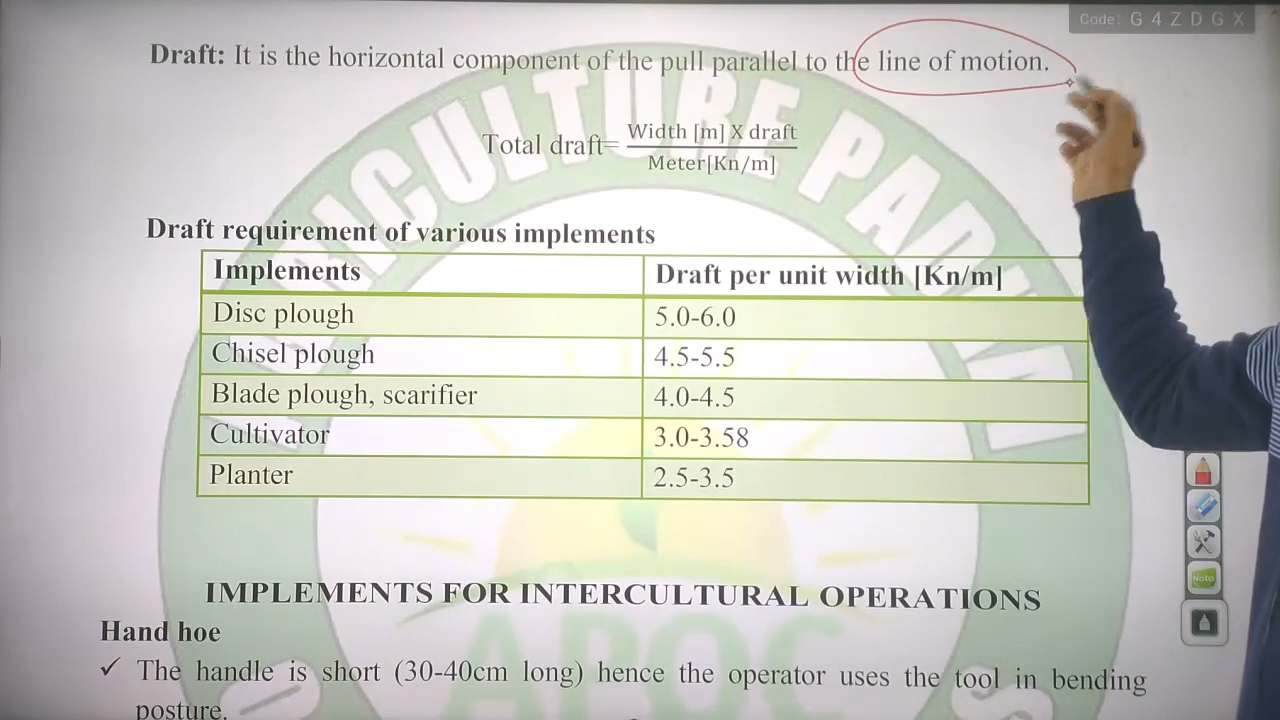 Code: G 4 Z D G X
Draft: It is the horizontal component of the pull parallel to the line of motion.
Total draft= Width [m] X draft
Meter[Kn/m]
Draft requirement of various implements
Implements Draft per unit width [Kn/m]
Disc plough 5.0-6.0
Chisel plough 4.5-5.5
Blade plough, scarifier 4.0-4.5
Cultivator 3.0-3.58
Planter 2.5-3.5
Note
IMPLEMENTS FOR INTERCULTURAL OPERATIONS
Hand hoe
✓ The handle is short (30-40cm long) hence the operator uses the tool in bending
posture.